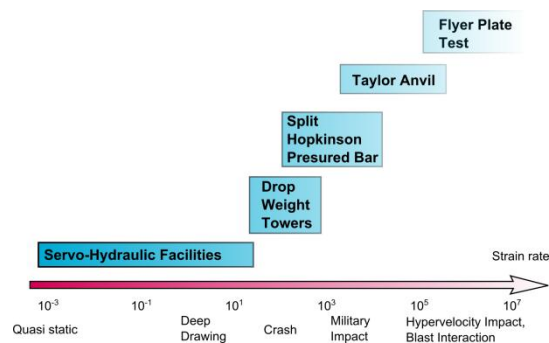 Flyer Plate
Test
Taylor Anvil
Split
Hopkinson
Presured Bar
Drop
Weight
Towers
Servo-Hydraulic Facilities
Strain rate
10⁻³ 10⁻¹ 10¹ 10³ 10⁵ 10⁷
Quasi static
Deep
Drawing
Crash
Military
Impact
Hypervelocity Impact,
Blast Interaction